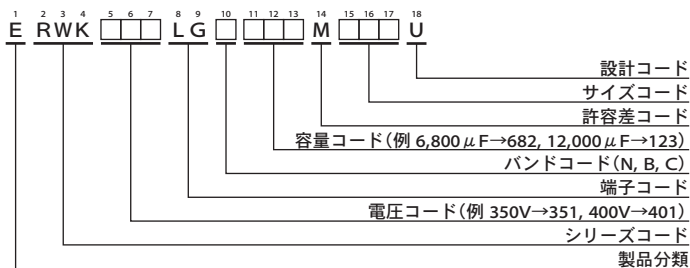 1 2 3 4 5 6 7 8 9 10 11 12 13 14 15 16 17 18
E RWK □□□ LG □ □□□ M □□□ U
設計コード
サイズコード
許容差コード
容量コード(例 6,800μF→682, 12,000μF→123)
バンドコード(N, B, C)
端子コード
電圧コード(例 350V→351, 400V→401)
シリーズコード
製品分類